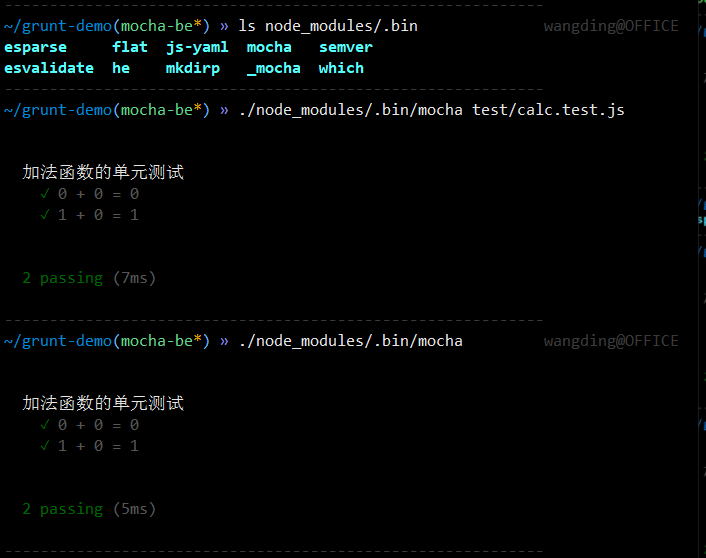 ~/grunt-demo(mocha-be*) » ls node_modules/.bin wangding@OFFICE
esparse flat js-yaml mocha semver
esvalidate he mkdirp _mocha which
~/grunt-demo(mocha-be*) » ./node_modules/.bin/mocha test/calc.test.js
加法函数的单元测试
✓ 0 + 0 = 0
✓ 1 + 0 = 1
2 passing (7ms)
~/grunt-demo(mocha-be*) » ./node_modules/.bin/mocha wangding@OFFICE
加法函数的单元测试
✓ 0 + 0 = 0
✓ 1 + 0 = 1
2 passing (5ms)